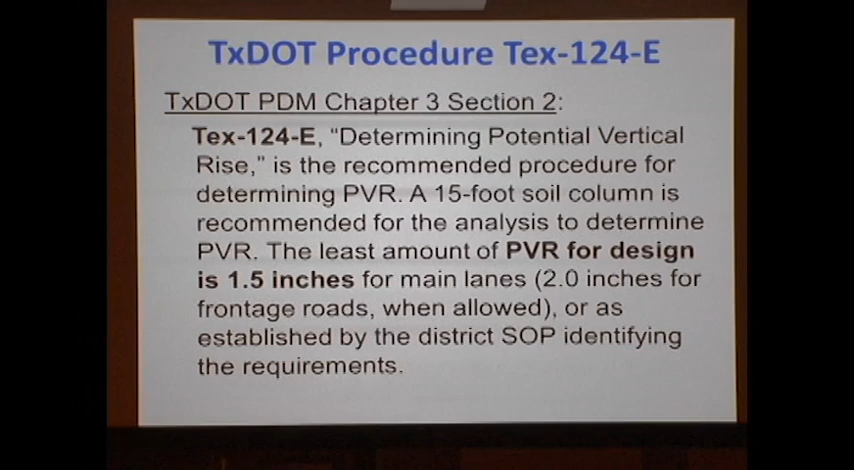 TxDOT Procedure Tex-124-E
TxDOT PDM Chapter 3 Section 2:
Tex-124-E, “Determining Potential Vertical
Rise,” is the recommended procedure for
determining PVR. A 15-foot soil column is
recommended for the analysis to determine
PVR. The least amount of PVR for design
is 1.5 inches for main lanes (2.0 inches for
frontage roads, when allowed), or as
established by the district SOP identifying
the requirements.